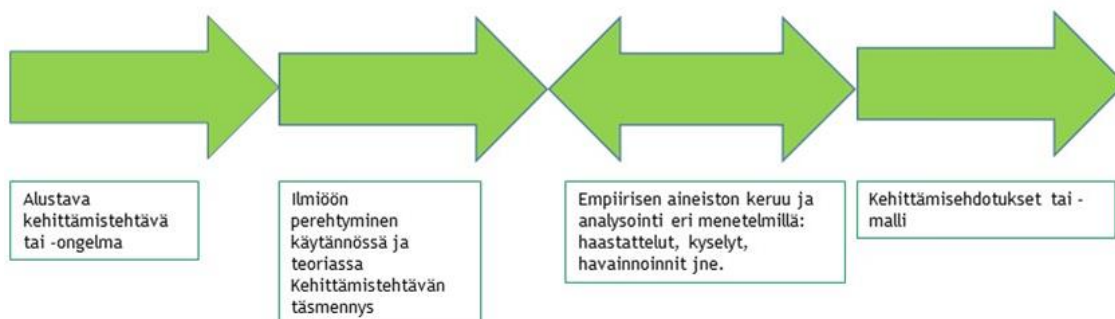 Alustava
kehittämistehtävä
tai -ongelma
Ilmiöön
perehtyminen
käytännössä ja
teoriassa
Kehittämistehtävän
täsmennys
Empiirisen aineiston keruu ja
analysointi eri menetelmillä:
haastattelut, kyselyt,
havainnoinnit jne.
Kehittämisehdotukset tai -
malli